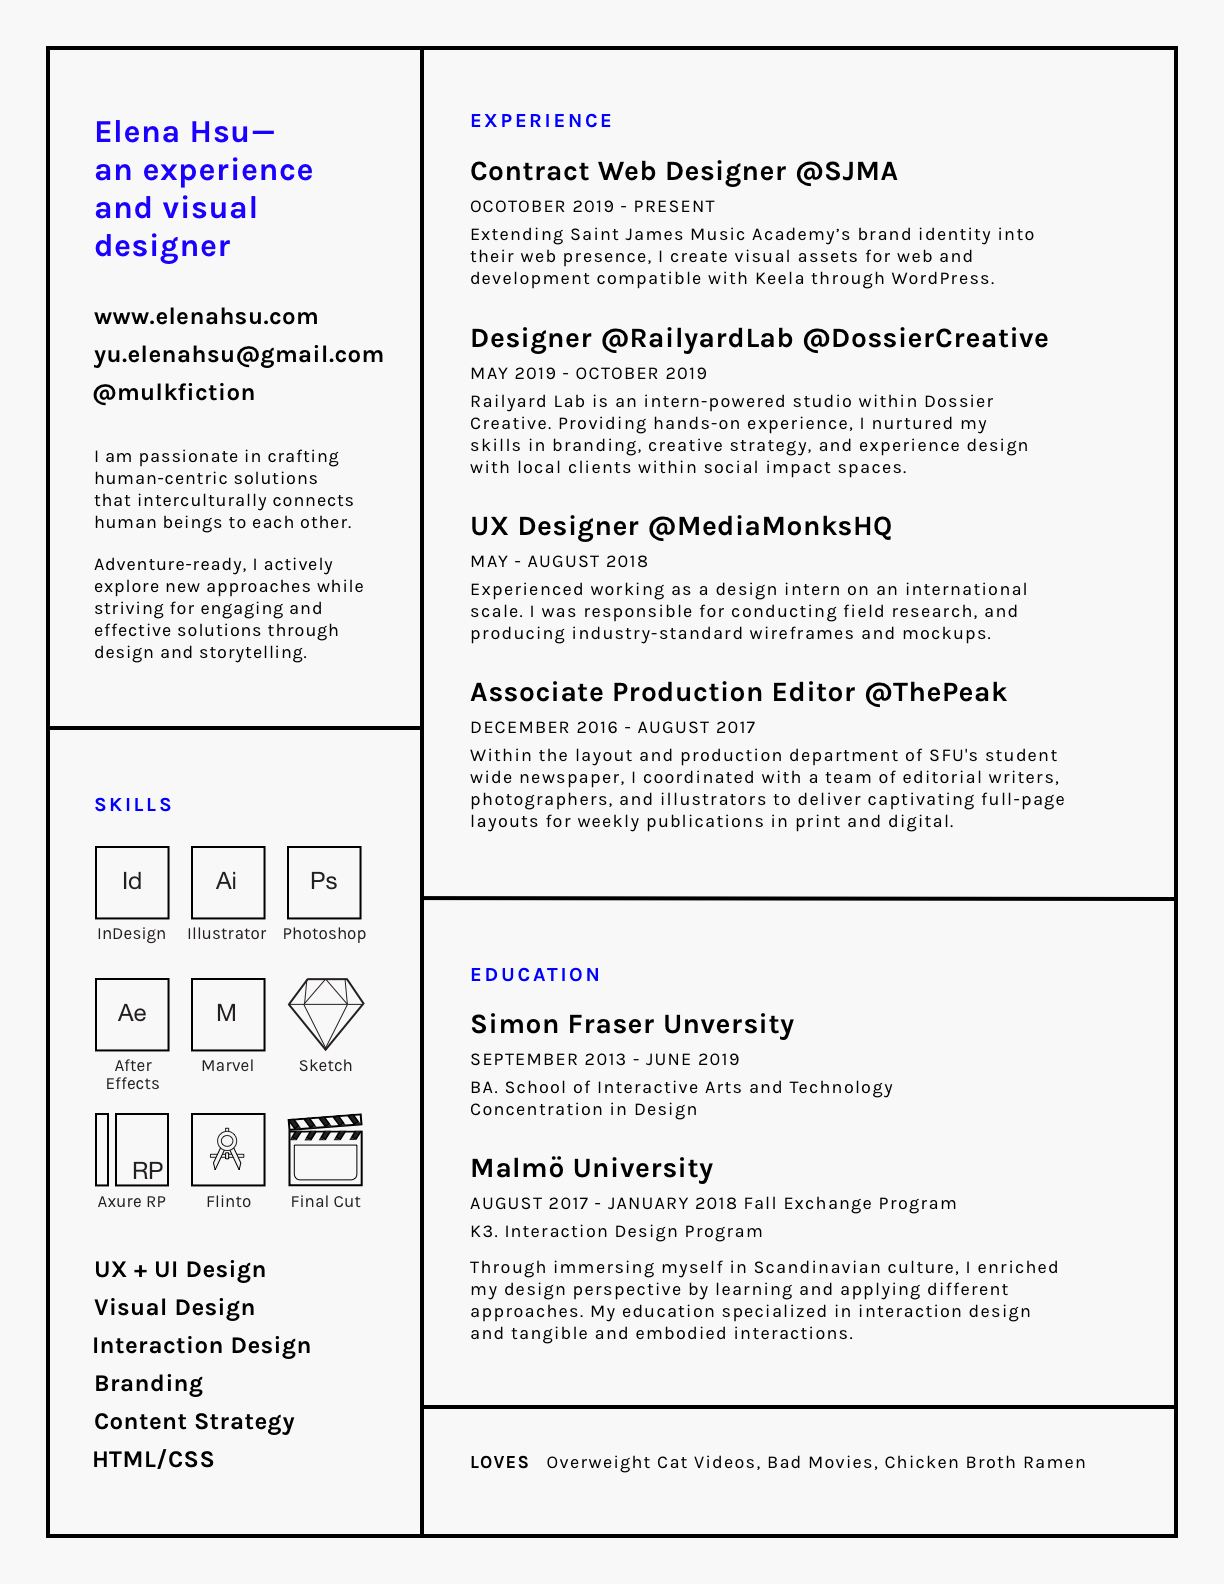 Elena Hsu—
an experience
and visual
designer
www.elenahsu.com
yu.elenahsu@gmail.com
@mulkfiction
I am passionate in crafting
human-centric solutions
that interculturally connects
human beings to each other.
Adventure-ready, I actively
explore new approaches while
striving for engaging and
effective solutions through
design and storytelling.
SKILLS
Id Ai Ps
InDesign Illustrator Photoshop
Ae M
After
Effects
Marvel
Sketch
RP
Axure RP Flinto Final Cut
UX + UI Design
Visual Design
Interaction Design
Branding
Content Strategy
HTML/CSS
EXPERIENCE
Contract Web Designer @SJMA
OCOTOBER 2019 - PRESENT
Extending Saint James Music Academy’s brand identity into
their web presence, I create visual assets for web and
development compatible with Keela through WordPress.
Designer @RailyardLab @DossierCreative
MAY 2019 - OCTOBER 2019
Railyard Lab is an intern-powered studio within Dossier
Creative. Providing hands-on experience, I nurtured my
skills in branding, creative strategy, and experience design
with local clients within social impact spaces.
UX Designer @MediaMonksHQ
MAY - AUGUST 2018
Experienced working as a design intern on an international
scale. I was responsible for conducting field research, and
producing industry-standard wireframes and mockups.
Associate Production Editor @ThePeak
DECEMBER 2016 - AUGUST 2017
Within the layout and production department of SFU's student
wide newspaper, I coordinated with a team of editorial writers,
photographers, and illustrators to deliver captivating full-page
layouts for weekly publications in print and digital.
EDUCATION
Simon Fraser Unversity
SEPTEMBER 2013 - JUNE 2019
BA. School of Interactive Arts and Technology
Concentration in Design
Malmö University
AUGUST 2017 - JANUARY 2018 Fall Exchange Program
K3. Interaction Design Program
Through immersing myself in Scandinavian culture, I enriched
my design perspective by learning and applying different
approaches. My education specialized in interaction design
and tangible and embodied interactions.
LOVES Overweight Cat Videos, Bad Movies, Chicken Broth Ramen